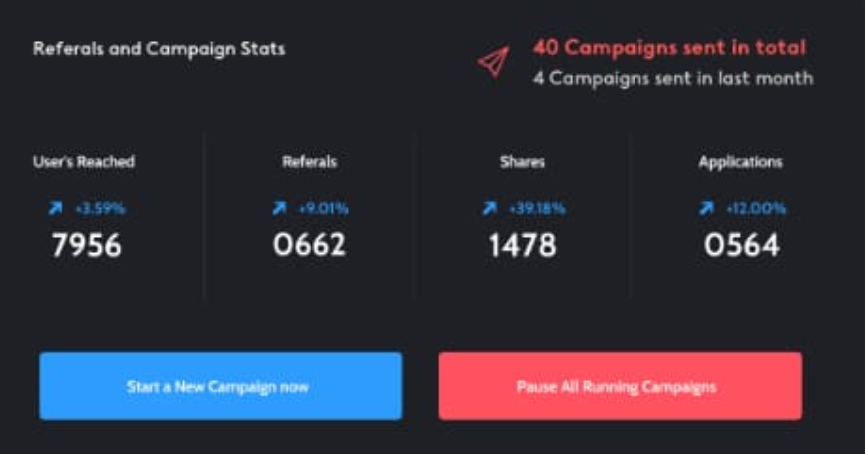 Referals and Campaign Stats
40 Campaigns sent in total
4 Campaigns sent in last month
User's Reached
+3.59%
7956
Referals
+9.01%
0662
Shares
+39.18%
1478
Applications
+12.00%
0564
Start a New Campaign now
Pause All Running Campaigns